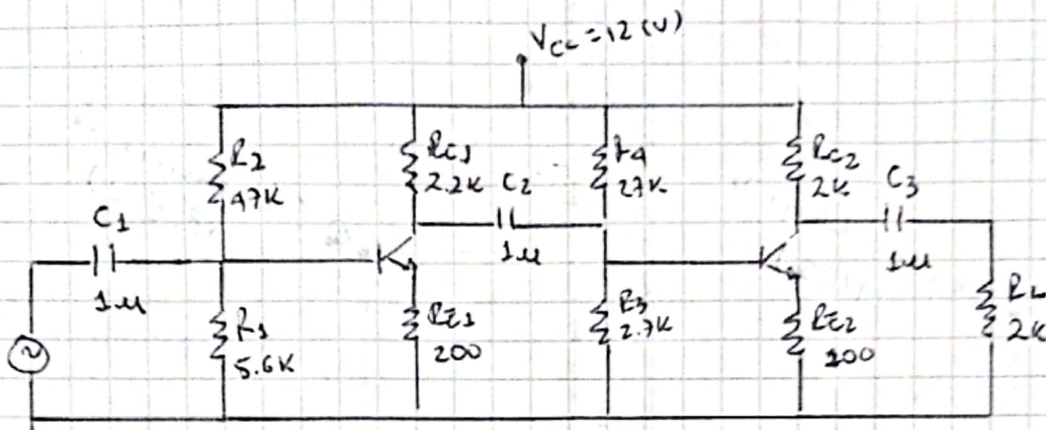 Vcc=12(v)
R2
47K
RC1
2.2K
R4
27K
RC2
2K
C1
1u
C2
1u
C3
1u
R1
5.6K
RE1
200
R3
2.7K
RE2
100
RL
2K